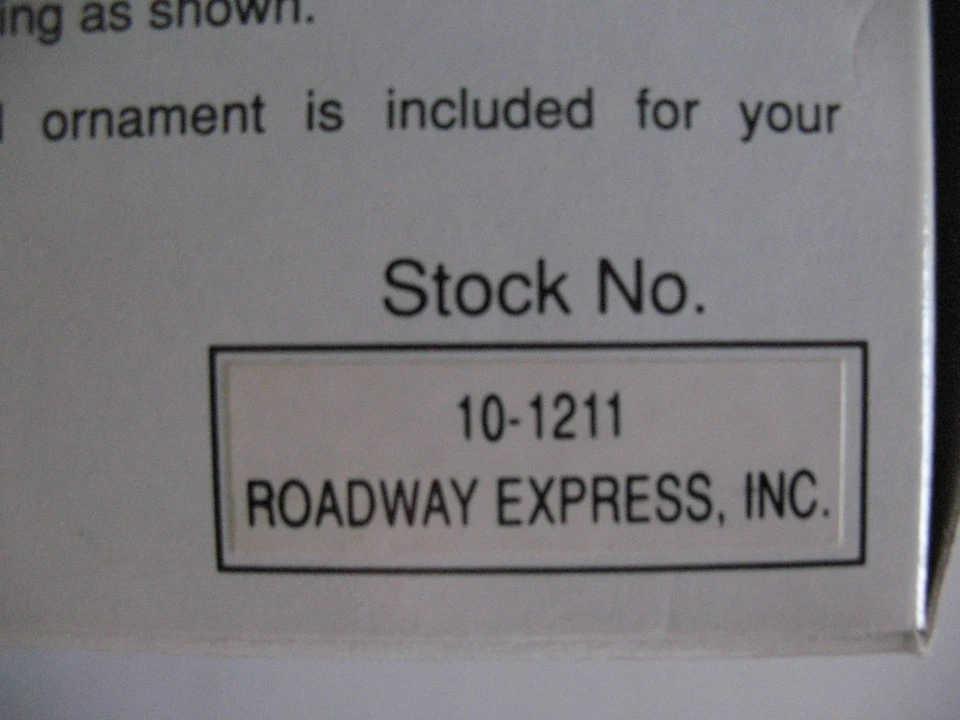 ing as shown.
ornament is included for your
Stock No.
10-1211
ROADWAY EXPRESS, INC.